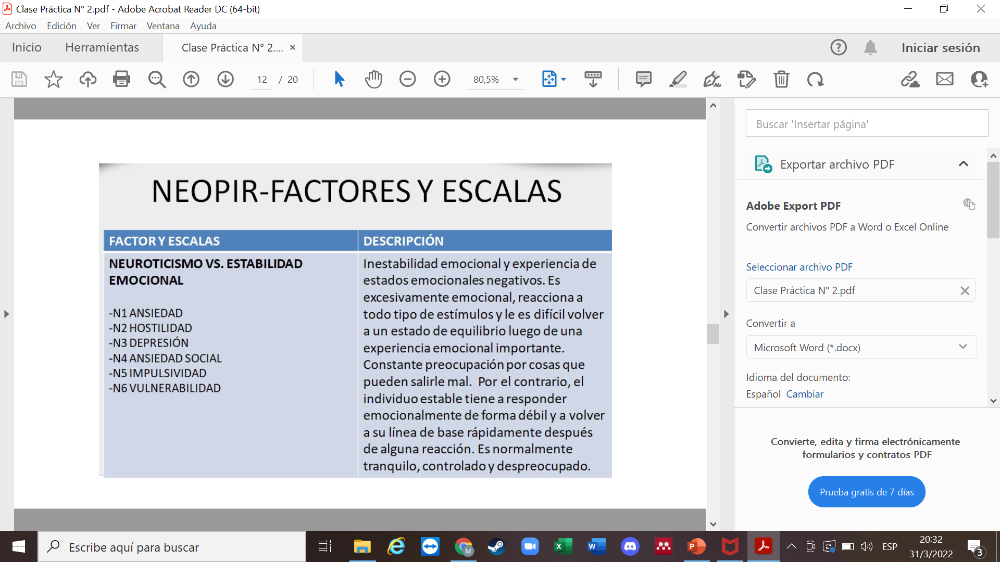 Clase Práctica N° 2.pdf - Adobe Acrobat Reader DC (64-bit)
Archivo Edición Ver Firmar Ventana Ayuda
Inicio Herramientas Clase Práctica N° 2.... × Iniciar sesión
12 / 20 80,5%
Buscar 'Insertar página'
Exportar archivo PDF
Adobe Export PDF
Convertir archivos PDF a Word o Excel Online
Seleccionar archivo PDF
Clase Práctica N° 2.pdf
Convertir a
Microsoft Word (*.docx)
Idioma del documento:
Español Cambiar
Convierte, edita y firma electrónicamente
formularios y contratos PDF
Prueba gratis de 7 días
NEOPIR-FACTORES Y ESCALAS
FACTOR Y ESCALAS
NEUROTICISMO VS. ESTABILIDAD
EMOCIONAL
-N1 ANSIEDAD
-N2 HOSTILIDAD
-N3 DEPRESIÓN
-N4 ANSIEDAD SOCIAL
-N5 IMPULSIVIDAD
-N6 VULNERABILIDAD
DESCRIPCIÓN
Inestabilidad emocional y experiencia de
estados emocionales negativos. Es
excesivamente emocional, reacciona a
todo tipo de estímulos y le es difícil volver
a un estado de equilibrio luego de una
experiencia emocional importante.
Constante preocupación por cosas que
pueden salirle mal. Por el contrario, el
individuo estable tiene a responder
emocionalmente de forma débil y a volver
a su línea de base rápidamente después
de alguna reacción. Es normalmente
tranquilo, controlado y despreocupado.
Escribe aquí para buscar
M
X
W
P
ESP
20:32
31/3/2022
3